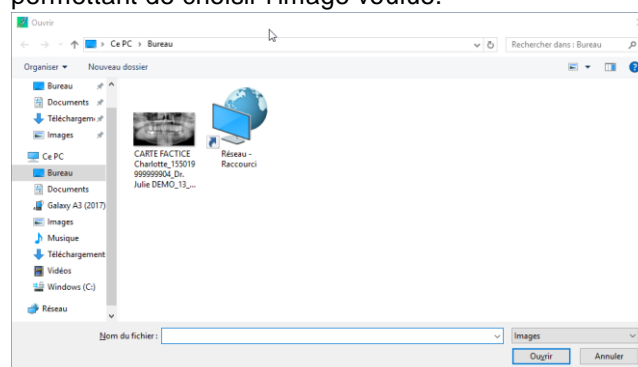 permettant de choisir l'image voulue.
Ouvrir
Ce PC > Bureau
Rechercher dans : Bureau
Organiser
Nouveau dossier
Bureau
Documents
Téléchargem
Images
Ce PC
Bureau
Documents
Galaxy A3 (2017)
Images
Musique
Téléchargement
Vidéos
Windows (C:)
Réseau
CARTE FACTICE
Charlotte_155019
999999904_Dr.
Julie DEMO_13_...
Réseau -
Raccourci
Nom du fichier :
Images
Ouvrir
Annuler